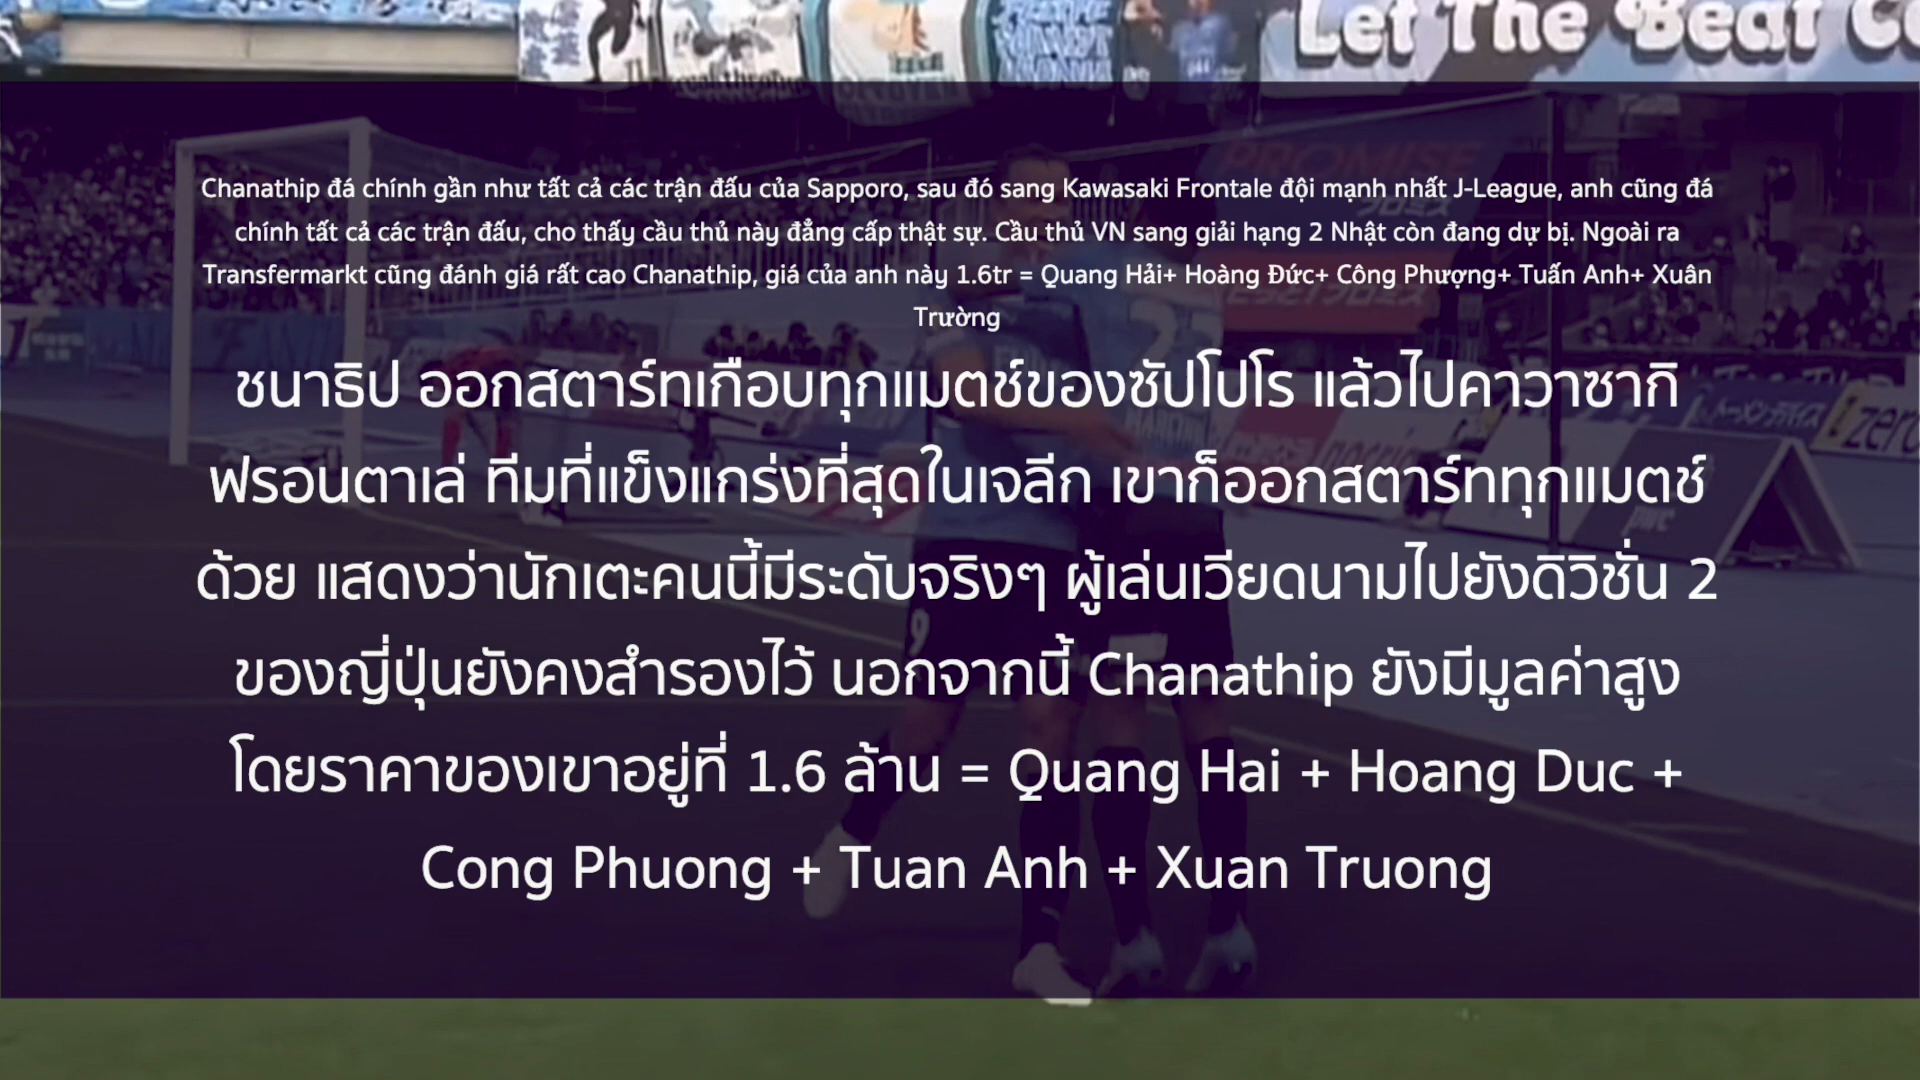 Let The Beat
PROMISE
Chanathip đá chính gần như tất cả các trận đấu của Sapporo, sau đó sang Kawasaki Frontale đội mạnh nhất J-League, anh cũng đá
chính tất cả các trận đấu, cho thấy cầu thủ này đẳng cấp thật sự. Cầu thủ VN sang giải hạng 2 Nhật còn đang dự bị. Ngoài ra
Transfermarkt cũng đánh giá rất cao Chanathip, giá của anh này 1.6tr = Quang Hải+ Hoàng Đức+ Công Phượng+ Tuấn Anh+ Xuân
Trường
ชนาธิป ออกสตาร์ทเกือบทุกแมตช์ของซัปโปโร แล้วไปคาวาซากิ
ฟรอนตาเล่ ทีมที่แข็งแกร่งที่สุดในเจลีก เขาก็ออกสตาร์ททุกแมตช์
ด้วย แสดงว่านักเตะคนนี้มีระดับจริงๆ ผู้เล่นเวียดนามไปยังดิวิชั่น 2
ของญี่ปุ่นยังคงสำรองไว้ นอกจากนี้ Chanathip ยังมีมูลค่าสูง
โดยราคาของเขาอยู่ที่ 1.6 ล้าน = Quang Hai + Hoang Duc +
Cong Phuong + Tuan Anh + Xuan Truong
zero
pwc
9